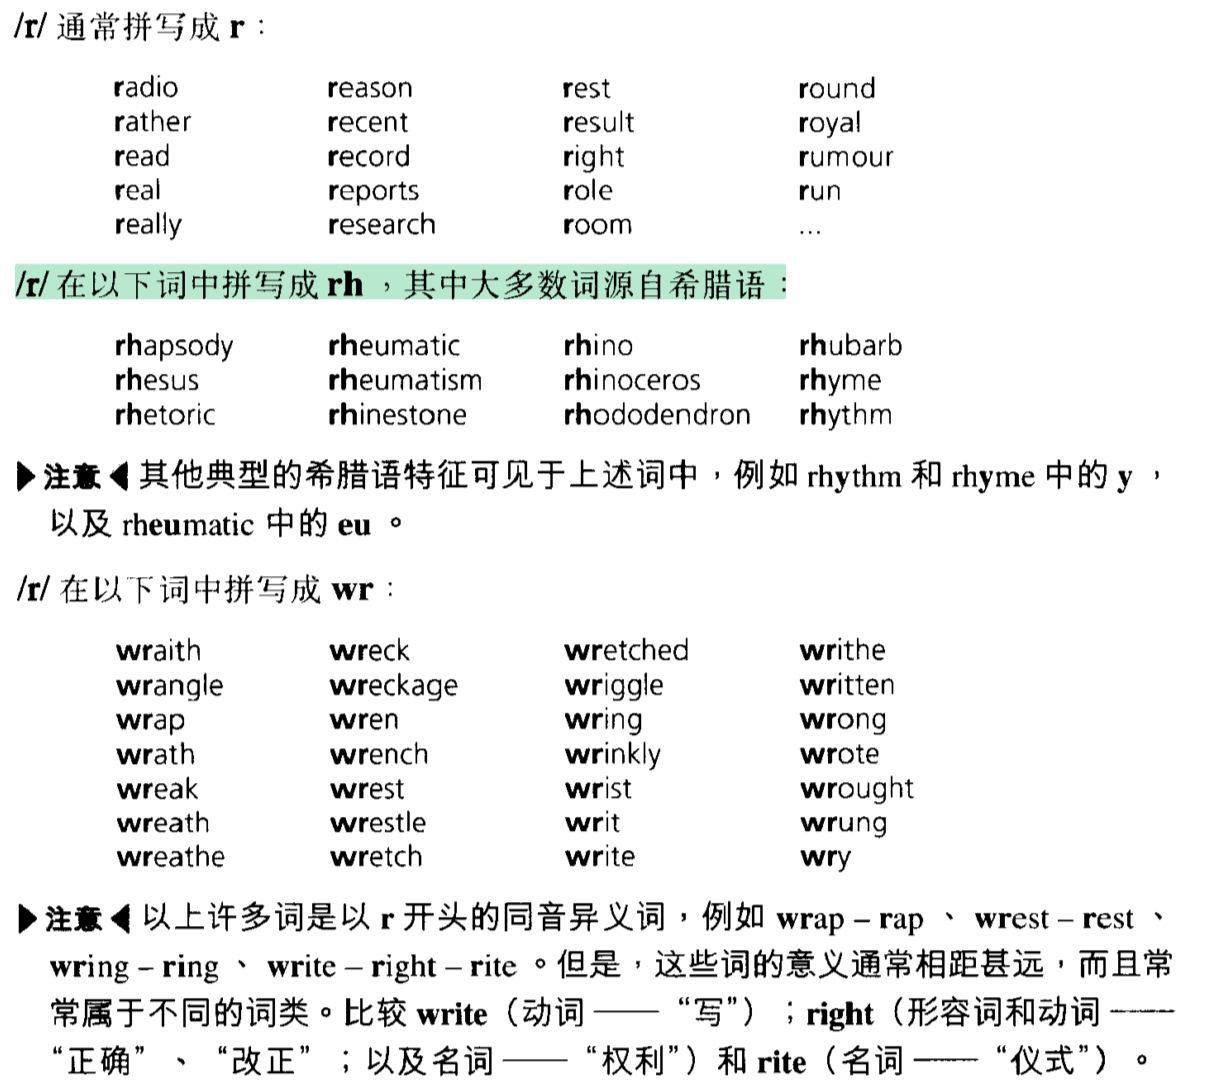 /r/ 通常拼写成 r：
radio reason rest round
rather recent result royal
read record right rumour
real reports role run
really research room ...
/r/ 在以下词中拼写成 rh，其中大多数词源自希腊语：
rhapsody rheumatic rhino rhubarb
rhesus rheumatism rhinoceros rhyme
rhetoric rhinestone rhododendron rhythm
▶注意◀ 其他典型的希腊语特征可见于上述词中，例如 rhythm 和 rhyme 中的 y，
以及 rheumatic 中的 eu。
/r/ 在以下词中拼写成 wr：
wraith wreck wretched writhe
wrangle wreckage wriggle written
wrap wren wring wrong
wrath wrench wrinkly wrote
wreak wrest wrist wrought
wreath wrestle writ wrung
wreathe wretch write wry
▶注意◀ 以上许多词是以 r 开头的同音异义词，例如 wrap – rap、wrest – rest、
wring – ring、write – right – rite。但是，这些词的意义通常相距甚远，而且常
常属于不同的词类。比较 write（动词 —— “写”）；right（形容词和动词 ——
“正确”、“改正”；以及名词 —— “权利”）和 rite（名词 —— “仪式”）。